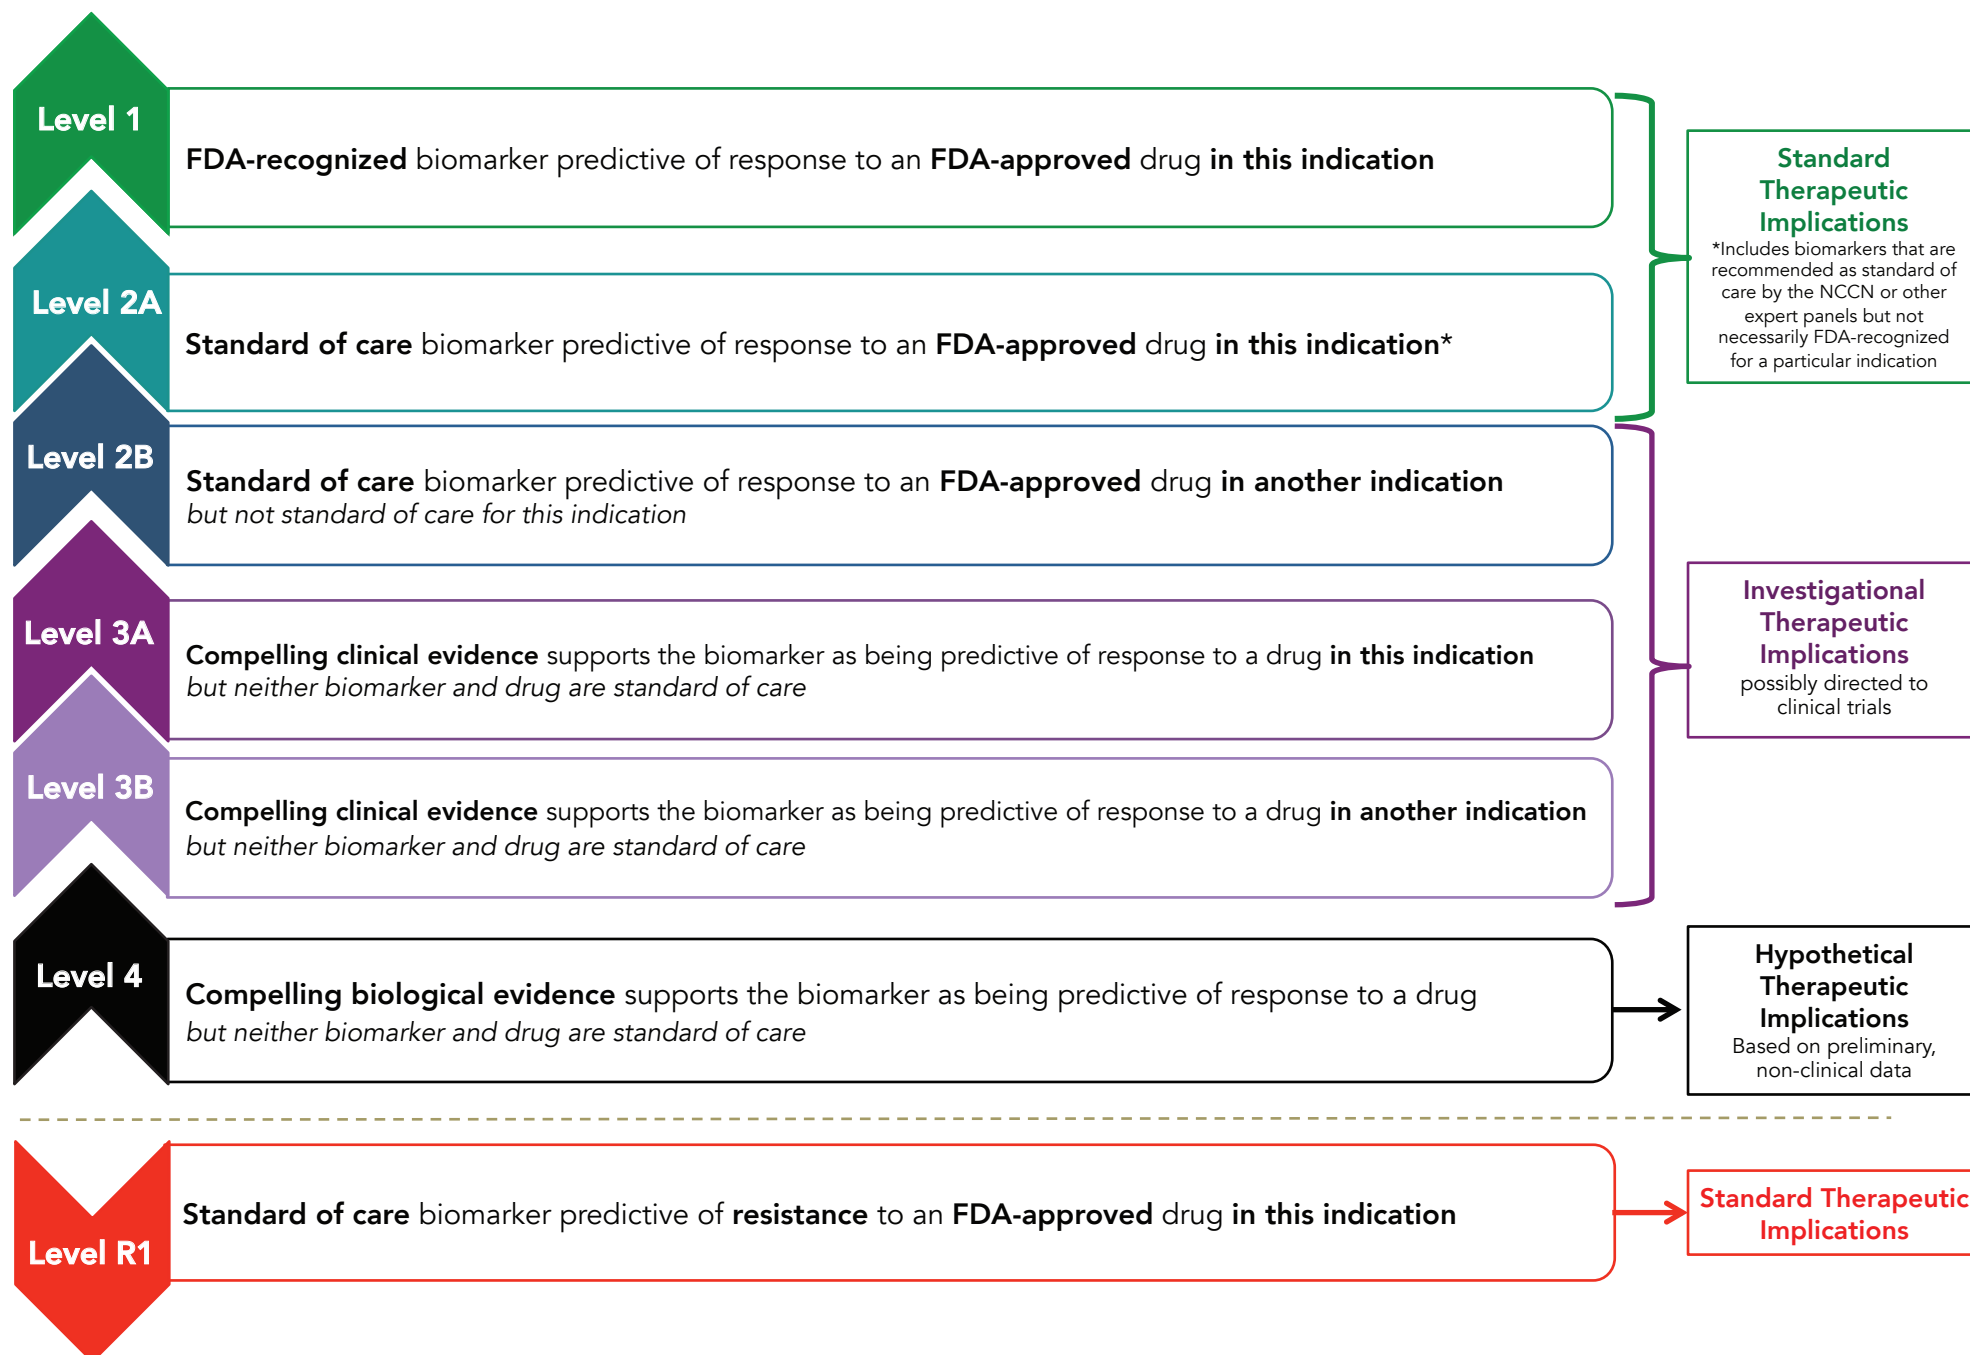 Level 1
FDA-recognized biomarker predictive of response to an FDA-approved drug in this indication
Standard
Therapeutic
Implications
*Includes biomarkers that are
recommended as standard of
care by the NCCN or other
expert panels but not
necessarily FDA-recognized
for a particular indication
Level 2A
Standard of care biomarker predictive of response to an FDA-approved drug in this indication*
Level 2B
Standard of care biomarker predictive of response to an FDA-approved drug in another indication
but not standard of care for this indication
Level 3A
Compelling clinical evidence supports the biomarker as being predictive of response to a drug in this indication
but neither biomarker and drug are standard of care
Investigational
Therapeutic
Implications
possibly directed to
clinical trials
Level 3B
Compelling clinical evidence supports the biomarker as being predictive of response to a drug in another indication
but neither biomarker and drug are standard of care
Level 4
Compelling biological evidence supports the biomarker as being predictive of response to a drug
but neither biomarker and drug are standard of care
Hypothetical
Therapeutic
Implications
Based on preliminary,
non-clinical data
Level R1
Standard of care biomarker predictive of resistance to an FDA-approved drug in this indication
Standard Therapeutic
Implications